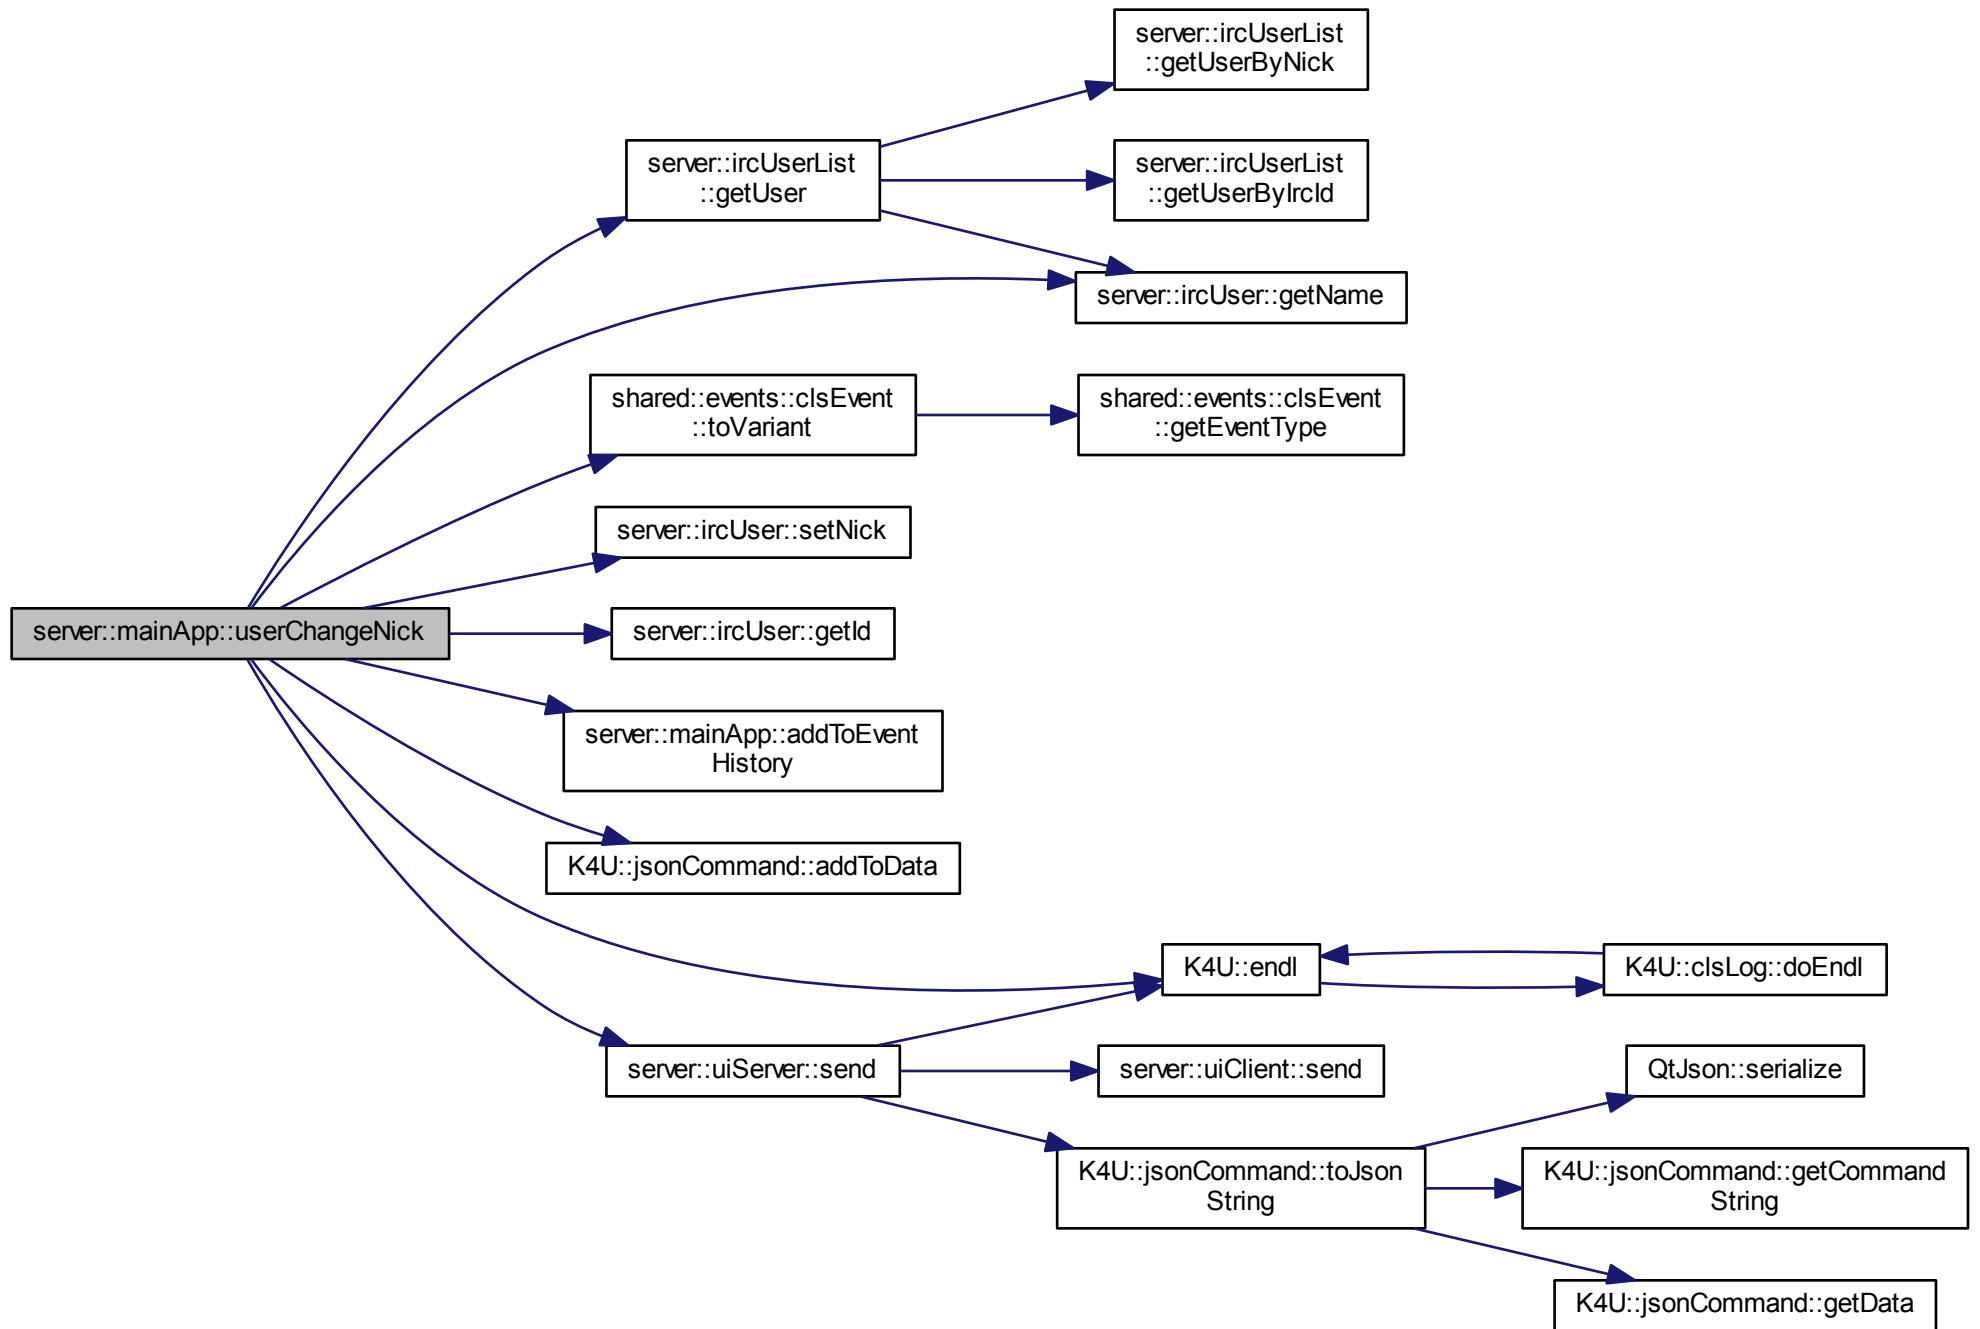 server::ircUserList
::getUserByNick
server::ircUserList
::getUser
server::ircUserList
::getUserByIrcId
server::ircUser::getName
shared::events::clsEvent
::toVariant
shared::events::clsEvent
::getEventType
server::ircUser::setNick
server::mainApp::userChangeNick
server::ircUser::getId
server::mainApp::addToEvent
History
K4U::jsonCommand::addToData
K4U::endl
K4U::clsLog::doEndl
server::uiServer::send
server::uiClient::send
QtJson::serialize
K4U::jsonCommand::toJson
String
K4U::jsonCommand::getCommand
String
K4U::jsonCommand::getData